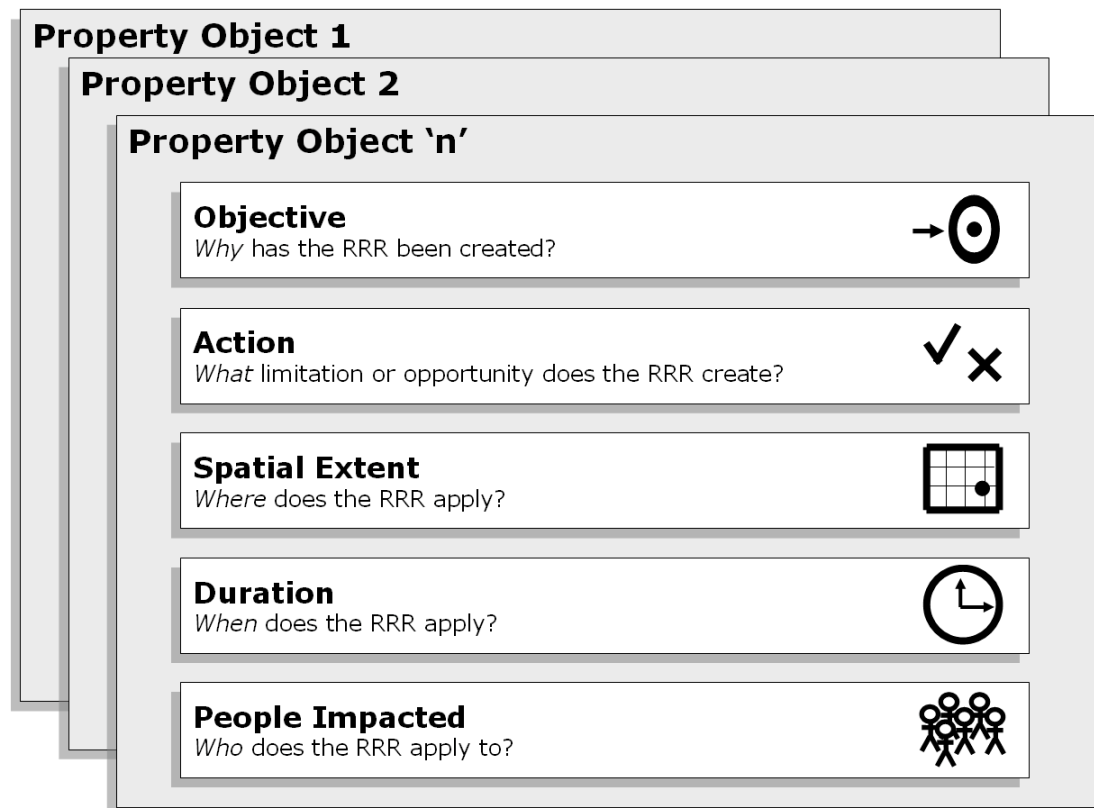 Property Object 1
Property Object 2
Property Object ‘n’
Objective
Why has the RRR been created?
Action
What limitation or opportunity does the RRR create?
Spatial Extent
Where does the RRR apply?
Duration
When does the RRR apply?
People Impacted
Who does the RRR apply to?